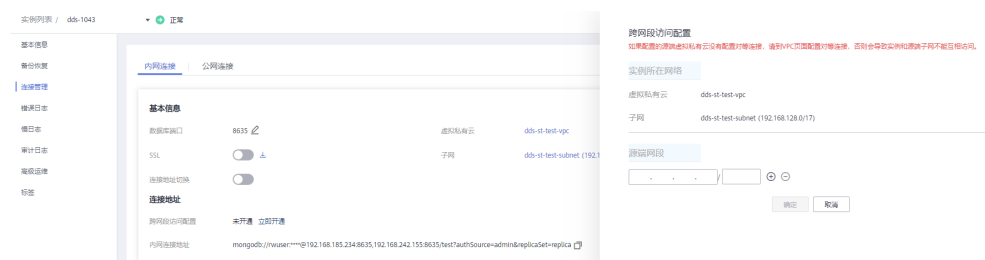 实例列表 / dds-1043 正常
基本信息
备份恢复
连接管理
错误日志
慢日志
审计日志
高级运维
标签
内网连接 公网连接
基本信息
数据库端口 8635 虚拟私有云 dds-st-test-vpc
SSL 子网 dds-st-test-subnet (192.1
连接地址切换
连接地址
跨网段访问配置 未开通 立即开通
内网连接地址 mongodb://rwuser:****@192.168.185.234:8635,192.168.242.155:8635/test?authSource=admin&replicaSet=replica
跨网段访问配置
如果配置的源端虚拟私有云没有配置对等连接，请到VPC页面配置对等连接，否则会导致实例和源端子网不能互相访问。
实例所在网络
虚拟私有云 dds-st-test-vpc
子网 dds-st-test-subnet (192.168.128.0/17)
源端网段
. . . /
确定 取消